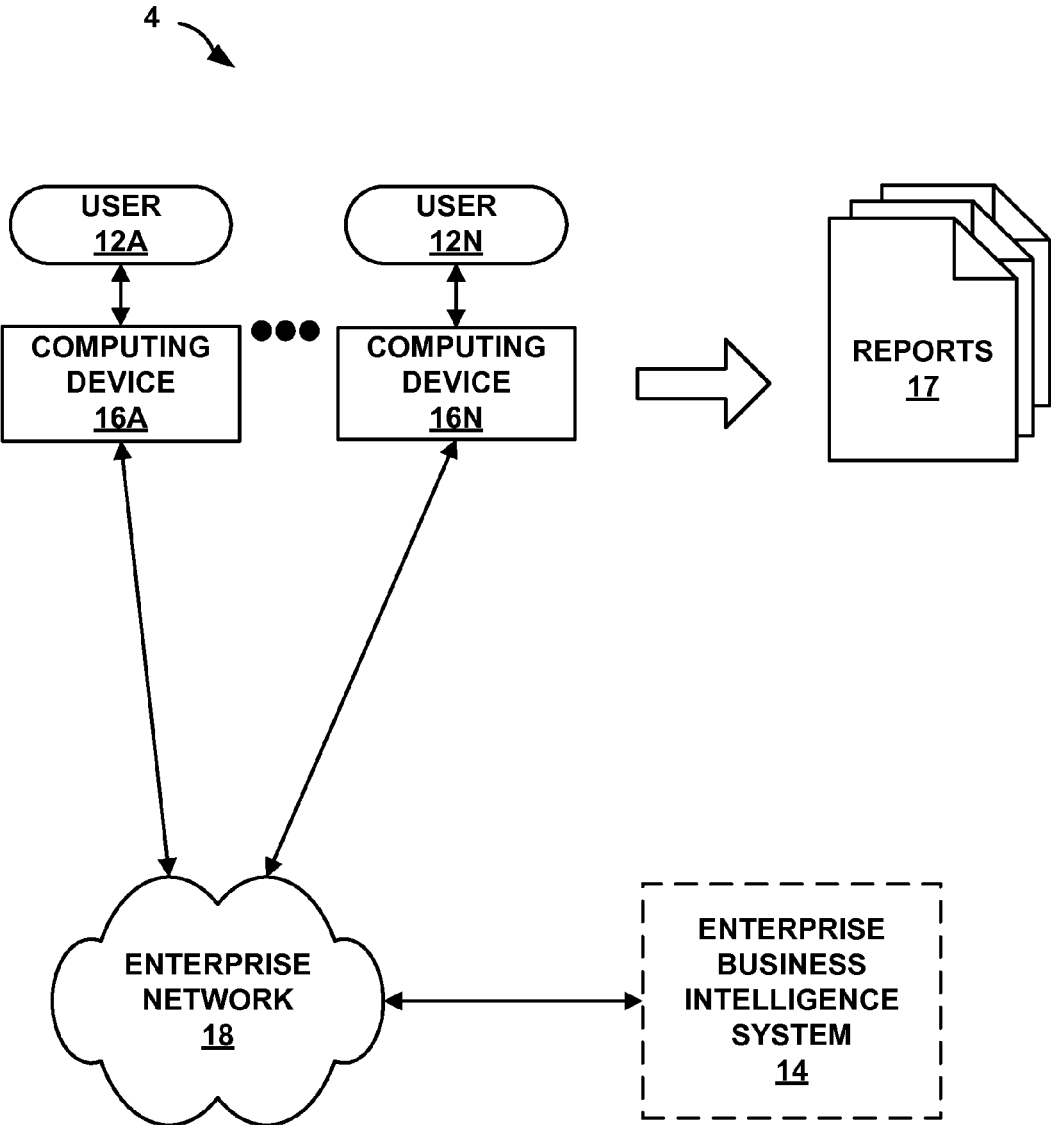 4
USER
12A
USER
12N
COMPUTING
DEVICE
16A
COMPUTING
DEVICE
16N
REPORTS
17
ENTERPRISE
NETWORK
18
ENTERPRISE
BUSINESS
INTELLIGENCE
SYSTEM
14